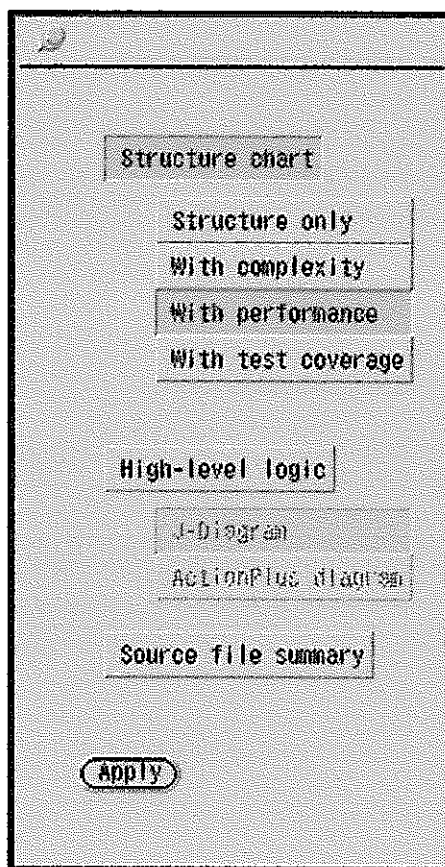 Structure chart
Structure only
With complexity
With performance
With test coverage
High-level logic
J-Diagram
ActionPlus diagram
Source file summary
Apply